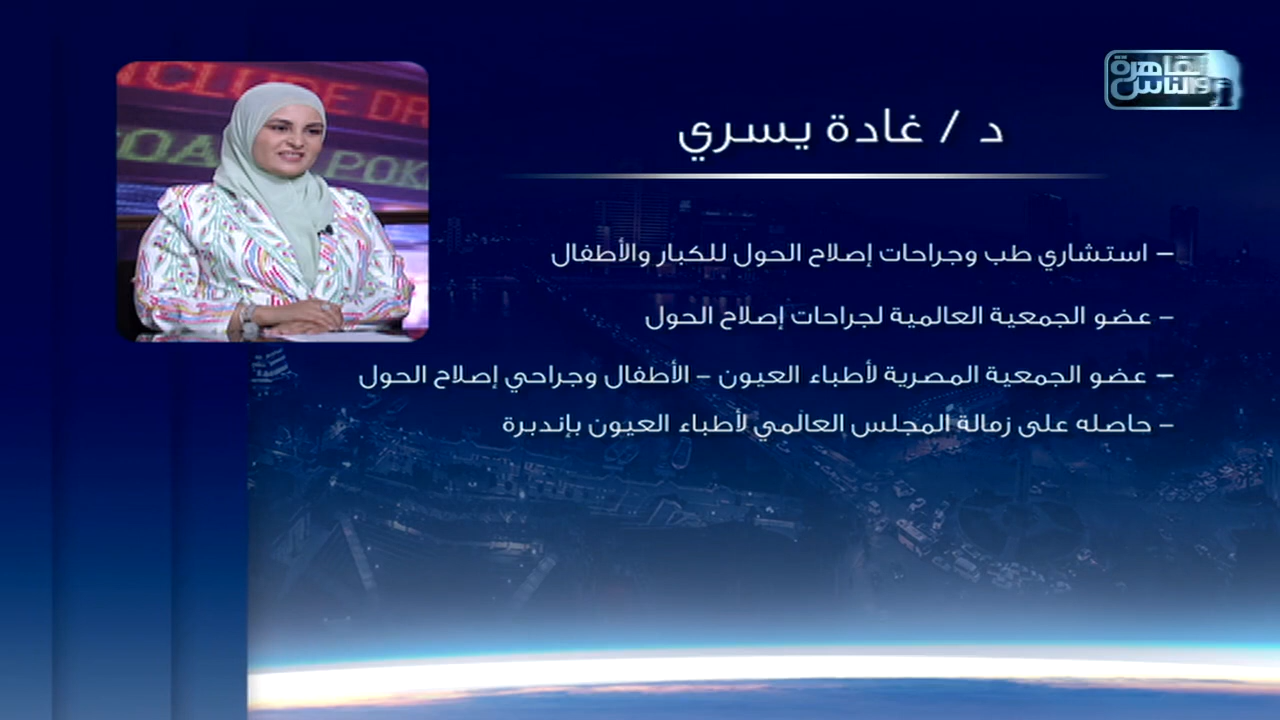 القاهرة
والناس
د / غادة يسري
- استشاري طب وجراحات إصلاح الحول للكبار والأطفال
- عضو الجمعية العالمية لجراحات إصلاح الحول
- عضو الجمعية المصرية لأطباء العيون - الأطفال وجراحي إصلاح الحول
- حاصله على زمالة المجلس العالمي لأطباء العيون بإندبرة